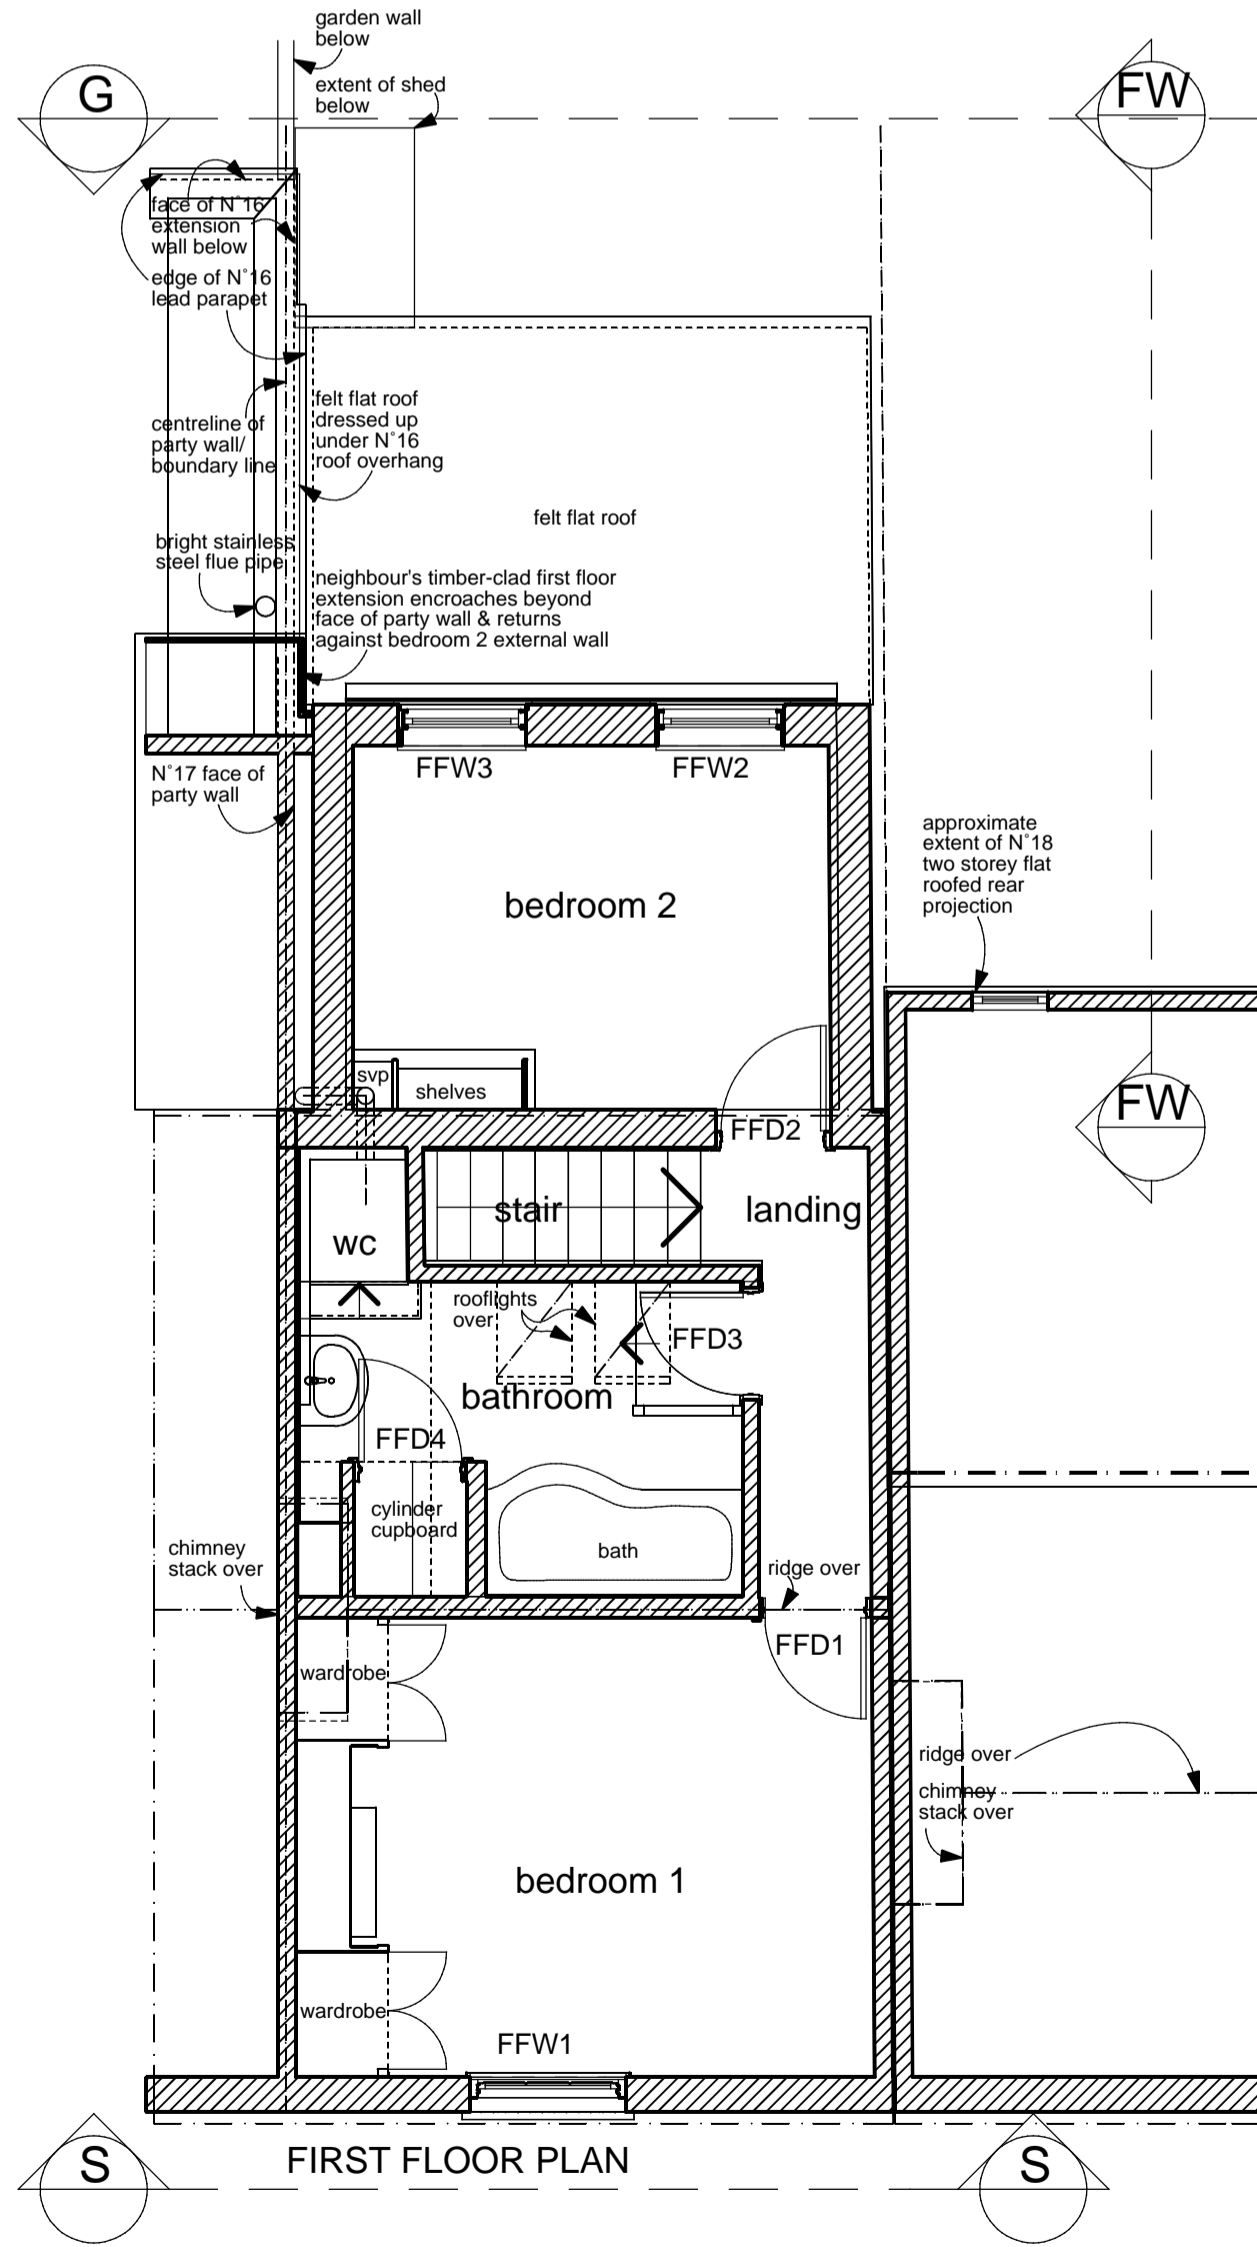 garden wall
below
G
extent of shed
below
FW
face of N°16
extension
wall below
edge of N°16
lead parapet
centreline of
party wall/
boundary line
felt flat roof
dressed up
under N°16
roof overhang
felt flat roof
bright stainless
steel flue pipe
neighbour's timber-clad first floor
extension encroaches beyond
face of party wall & returns
against bedroom 2 external wall
N°17 face of
party wall
FFW3
FFW2
approximate
extent of N°18
two storey flat
roofed rear
projection
bedroom 2
svp
shelves
FFD2
FW
stair
landing
wc
rooflights
over
FFD3
bathroom
FFD4
cylinder
cupboard
bath
chimney
stack over
ridge over
FFD1
wardrobe
ridge over
chimney
stack over
bedroom 1
wardrobe
FFW1
FIRST FLOOR PLAN
S
S